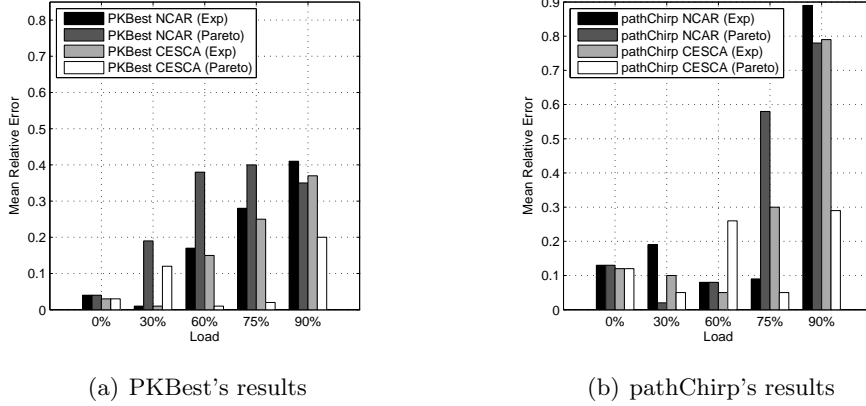 PKBest NCAR (Exp)
PKBest NCAR (Pareto)
PKBest CESCA (Exp)
PKBest CESCA (Pareto)
Mean Relative Error
0.8
0.7
0.6
0.5
0.4
0.3
0.2
0.1
0
0% 30% 60% 75% 90%
Load
(a) PKBest's results
pathChirp NCAR (Exp)
pathChirp NCAR (Pareto)
pathChirp CESCA (Exp)
pathChirp CESCA (Pareto)
Mean Relative Error
0.9
0.8
0.7
0.6
0.5
0.4
0.3
0.2
0.1
0
0% 30% 60% 75% 90%
Load
(b) pathChirp's results